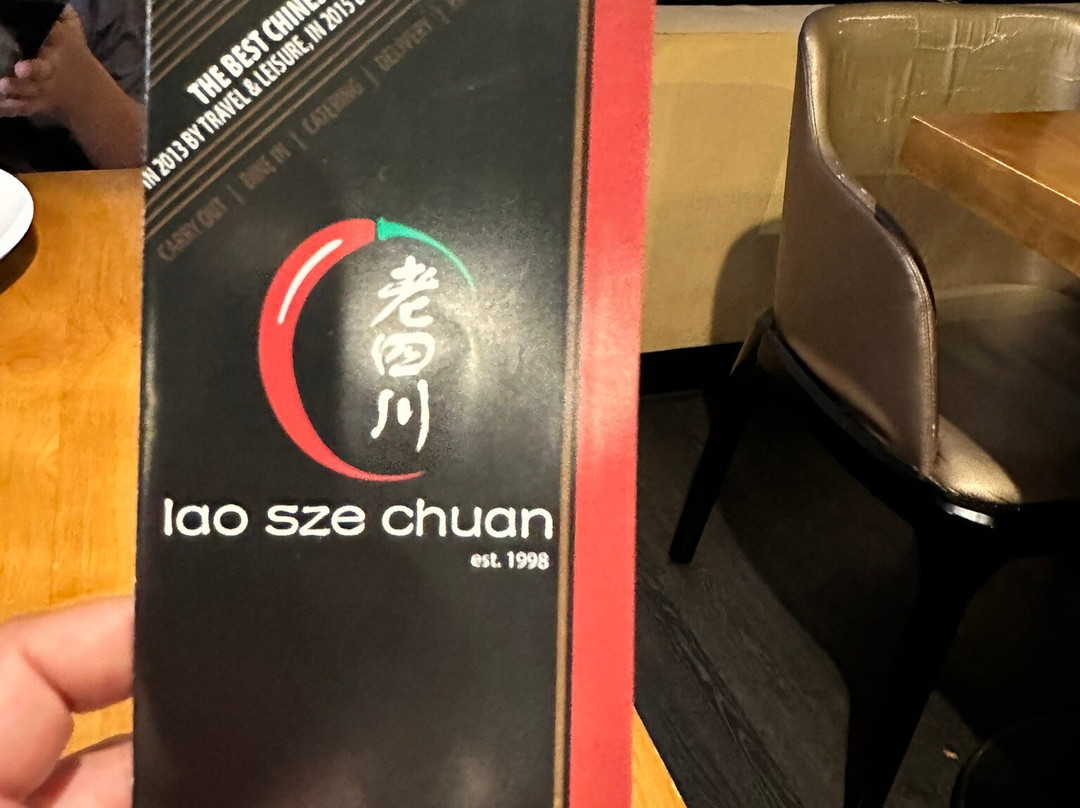 THE BEST CHINE
IN 2013 BY TRAVEL & LEISURE, IN 2015
CARRY OUT | DINE IN | CATERING | DELIVERY |
老四川
lao sze chuan
est. 1998